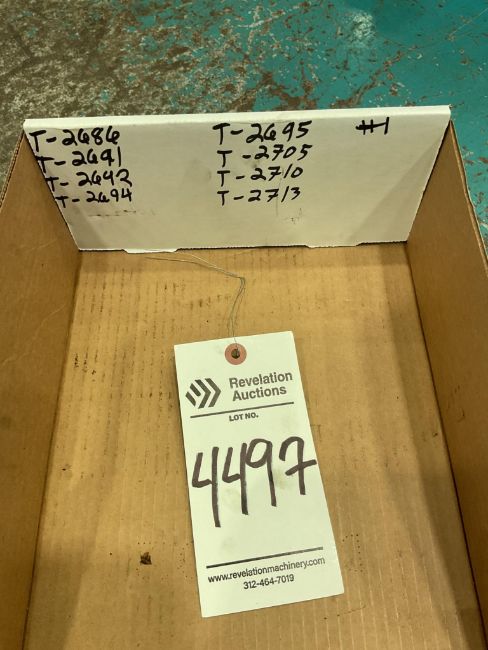 T-2686
T-2691
T-2692
T-2694
T-2695
T-2705
T-2710
T-2713
#1
Revelation
Auctions
LOT NO.
4497
www.revelationmachinery.com
312-464-7019